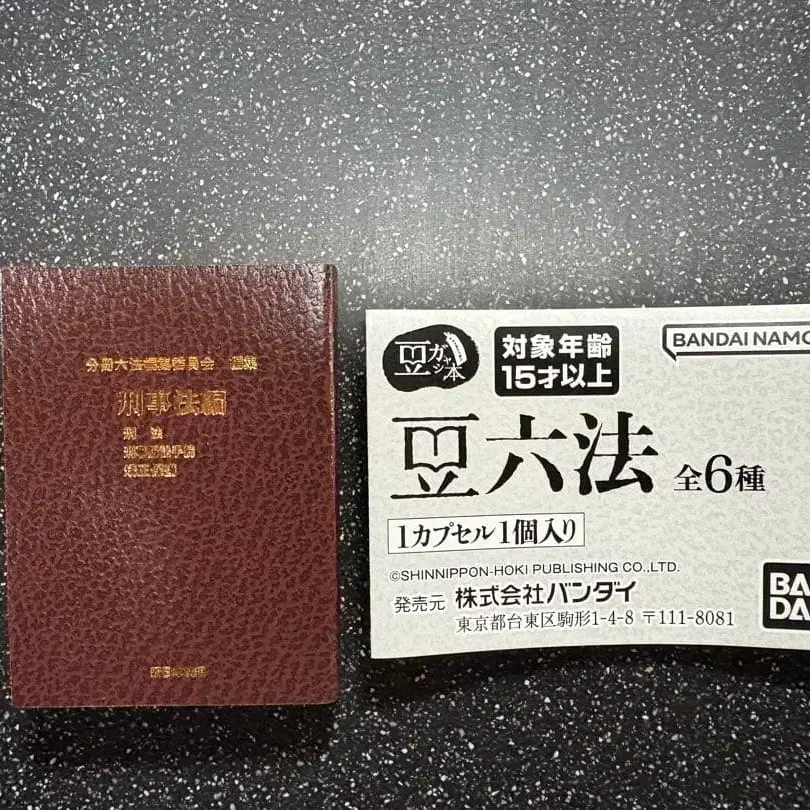 分冊六法編集委員会 編集
刑事法編
刑 法
豆ガシャ本
対象年齢
15才以上
BANDAI NAMCO
豆六法 全6種
1カプセル1個入り
©SHINNIPPON-HOKI PUBLISHING CO.,LTD.
発売元 株式会社バンダイ
東京都台東区駒形1-4-8 〒111-8081
BA
DA